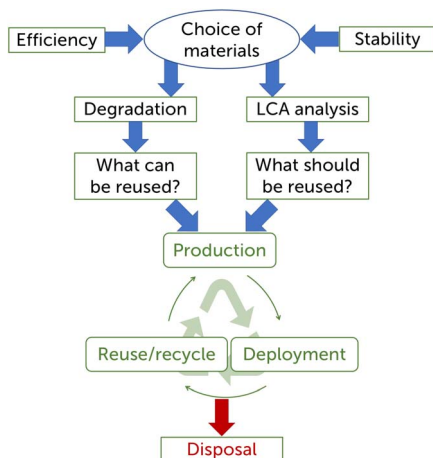 Efficiency
Choice of
materials
Stability
Degradation
LCA analysis
What can
be reused?
What should
be reused?
Production
Reuse/recycle
Deployment
Disposal